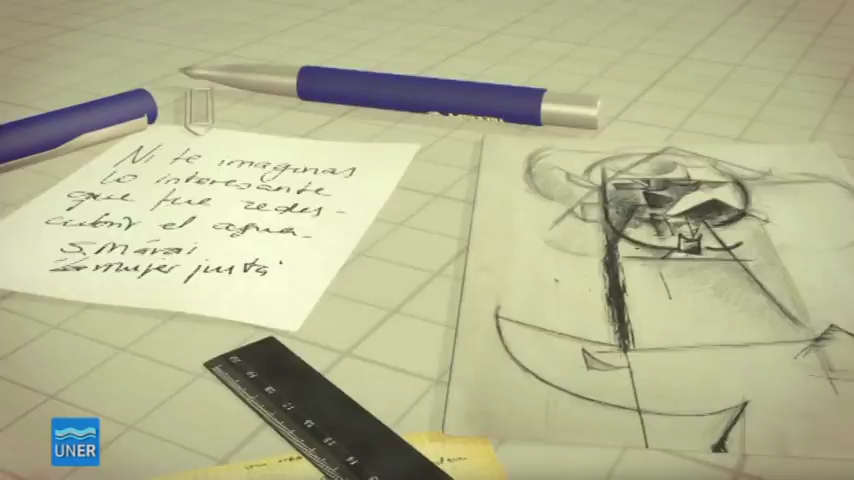 Ni te imaginas
lo interesante
que fue redes-
cubrir el agua.
S. Márai
"La mujer justa"
UNER